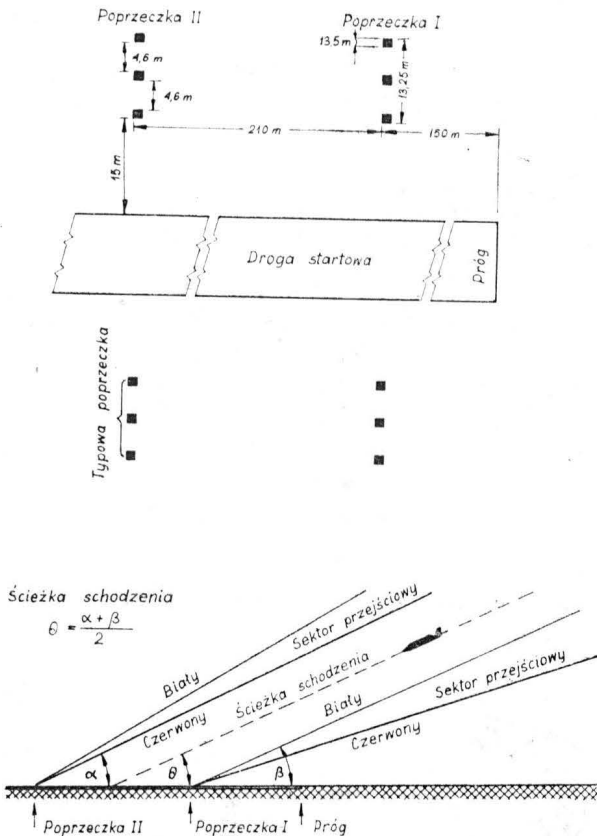 Poprzeczka II
Poprzeczka I
4,6 m
4,6 m
15 m
13,5 m
13,25 m
210 m
150 m
Droga startowa
Próg
Typowa poprzeczka
Ścieżka schodzenia
θ = α + β / 2
Biały
Sektor przejściowy
Czerwony
Ścieżka schodzenia
Biały
Sektor przejściowy
Czerwony
α
θ
β
Poprzeczka II
Poprzeczka I
Próg